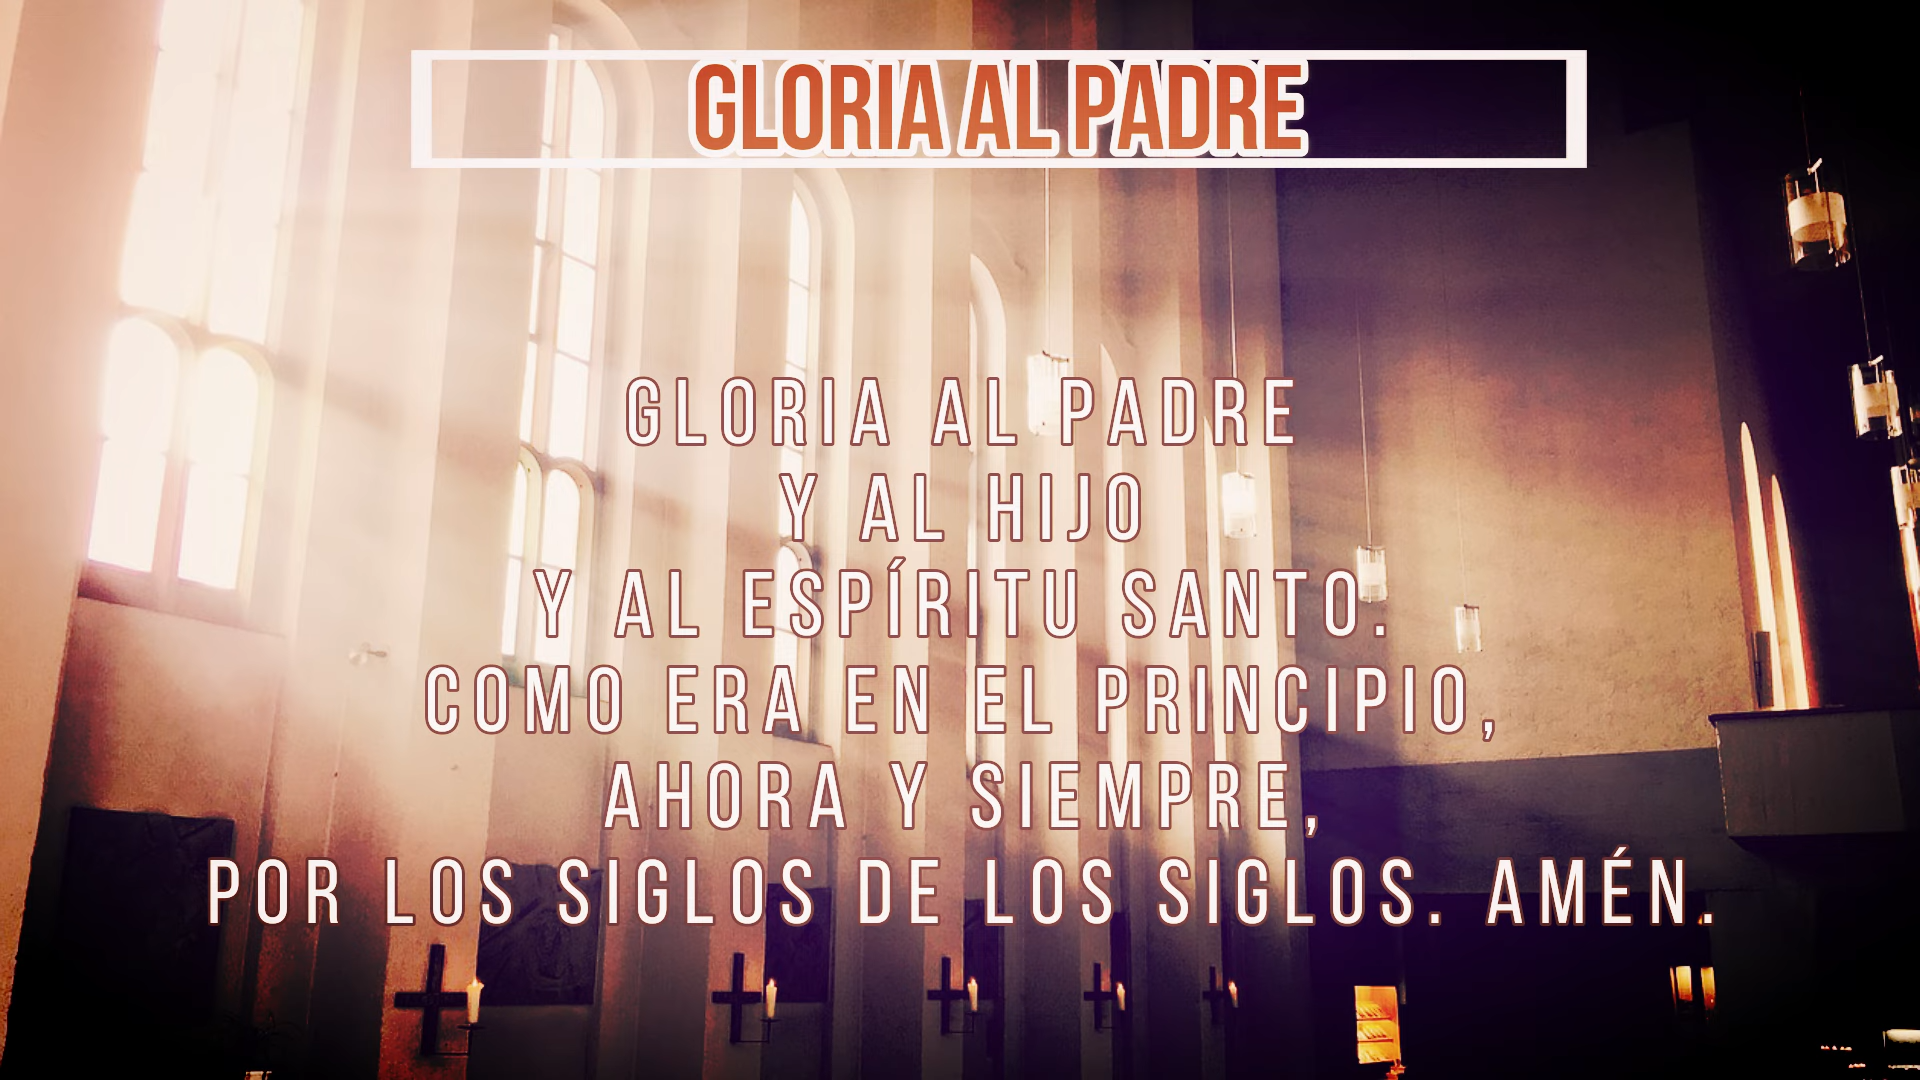 GLORIA AL PADRE
GLORIA AL PADRE
Y AL HIJO
Y AL ESPÍRITU SANTO.
COMO ERA EN EL PRINCIPIO,
AHORA Y SIEMPRE,
POR LOS SIGLOS DE LOS SIGLOS. AMÉN.